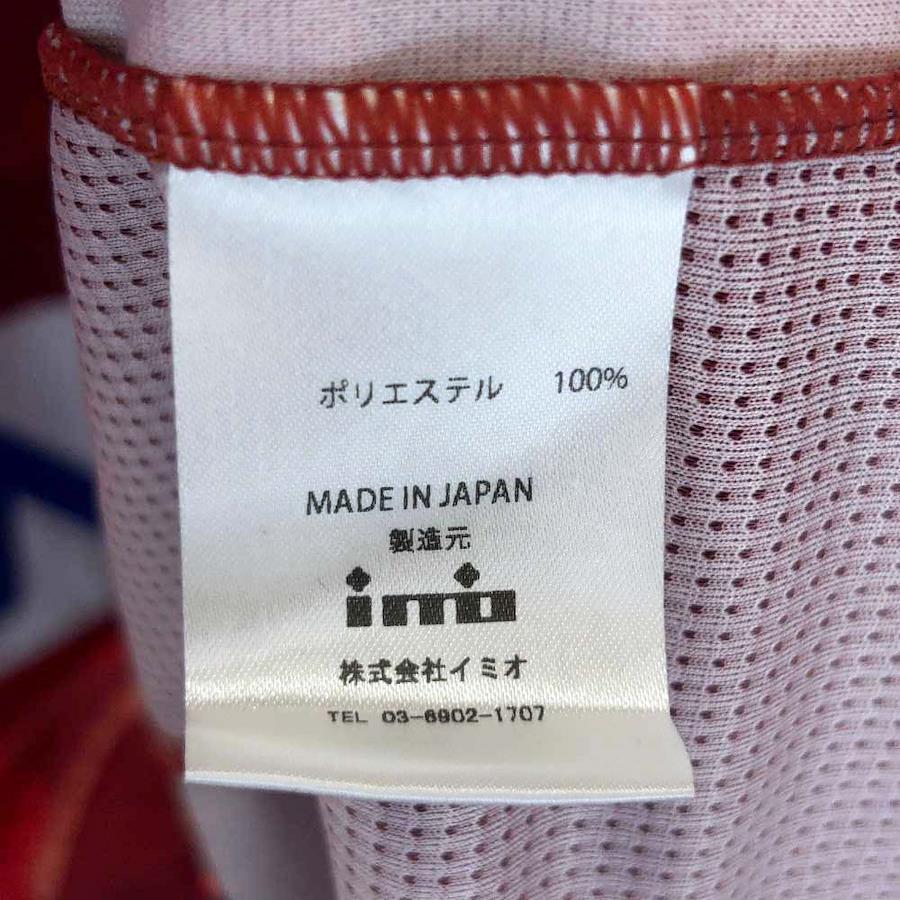 ポリエステル 100%
MADE IN JAPAN
製造元
imio
株式会社イミオ
TEL 03-6902-1707